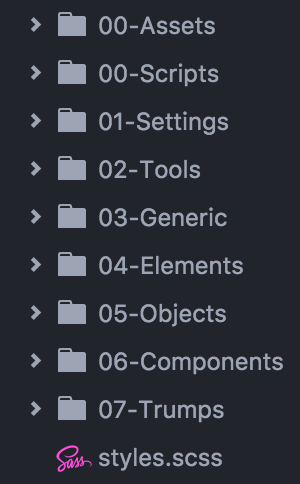 00-Assets
00-Scripts
01-Settings
02-Tools
03-Generic
04-Elements
05-Objects
06-Components
07-Trumps
Sass styles.scss